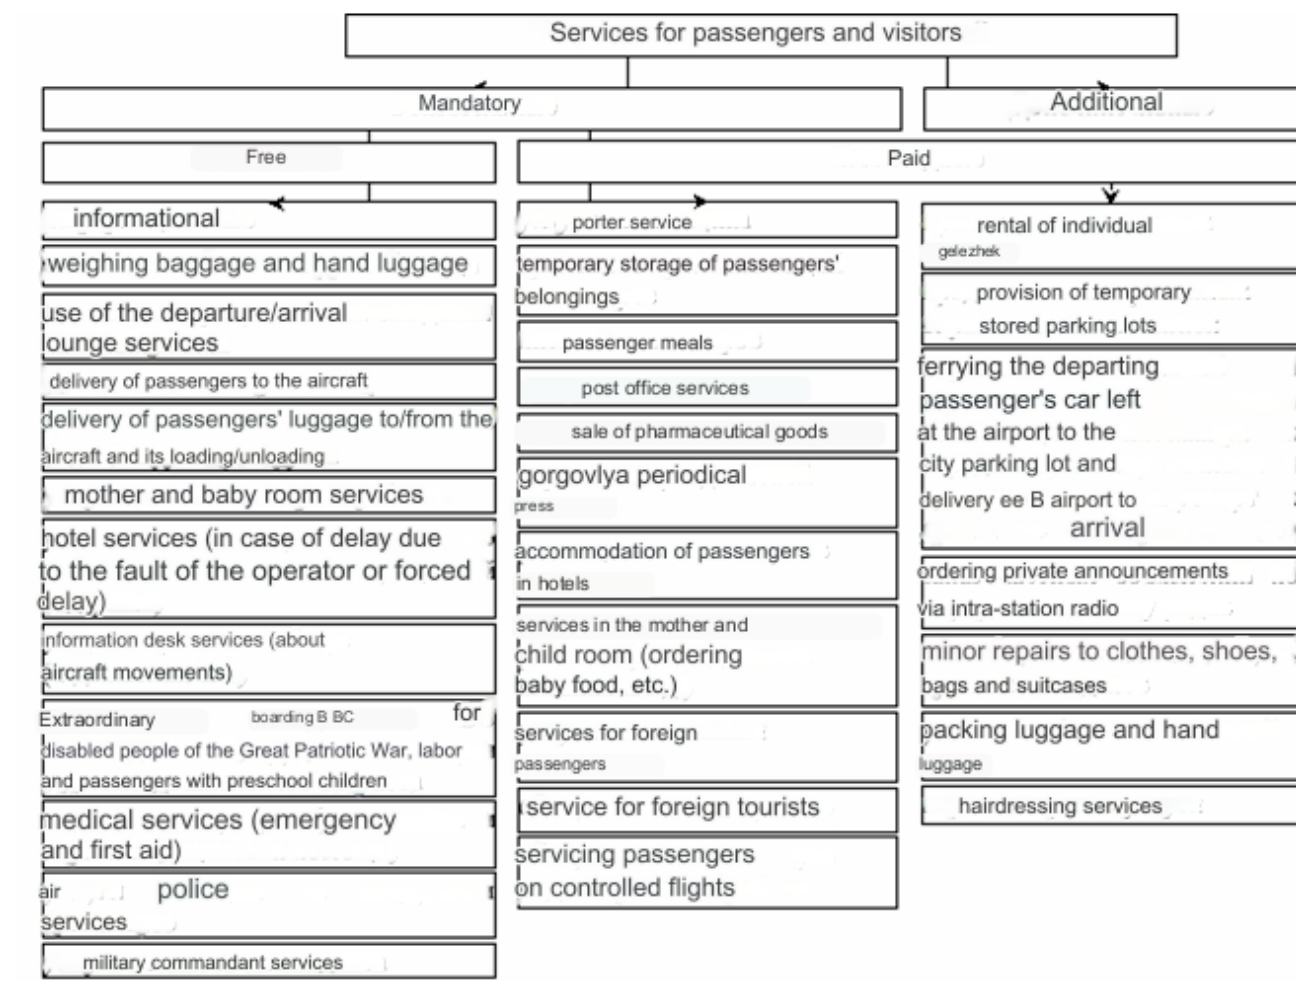 Services for passengers and visitors
Mandatory
Additional
Free
Paid
informational
weighing baggage and hand luggage
use of the departure/arrival
lounge services
delivery of passengers to the aircraft
delivery of passengers' luggage to/from the
aircraft and its loading/unloading
mother and baby room services
hotel services (in case of delay due
to the fault of the operator or forced
delay)
information desk services (about
aircraft movements)
Extraordinary boarding B BC for
disabled people of the Great Patriotic War, labor
and passengers with preschool children
medical services (emergency
and first aid)
air police
services
military commandant services
porter service
temporary storage of passengers'
belongings
passenger meals
post office services
sale of pharmaceutical goods
gorgovlya periodical
press
accommodation of passengers
in hotels
services in the mother and
child room (ordering
baby food, etc.)
services for foreign
passengers
service for foreign tourists
servicing passengers
on controlled flights
rental of individual
gelezhek
provision of temporary
stored parking lots
ferrying the departing
passenger's car left
at the airport to the
city parking lot and
delivery ee B airport to
arrival
ordering private announcements
via intra-station radio
minor repairs to clothes, shoes,
bags and suitcases
packing luggage and hand
luggage
hairdressing services